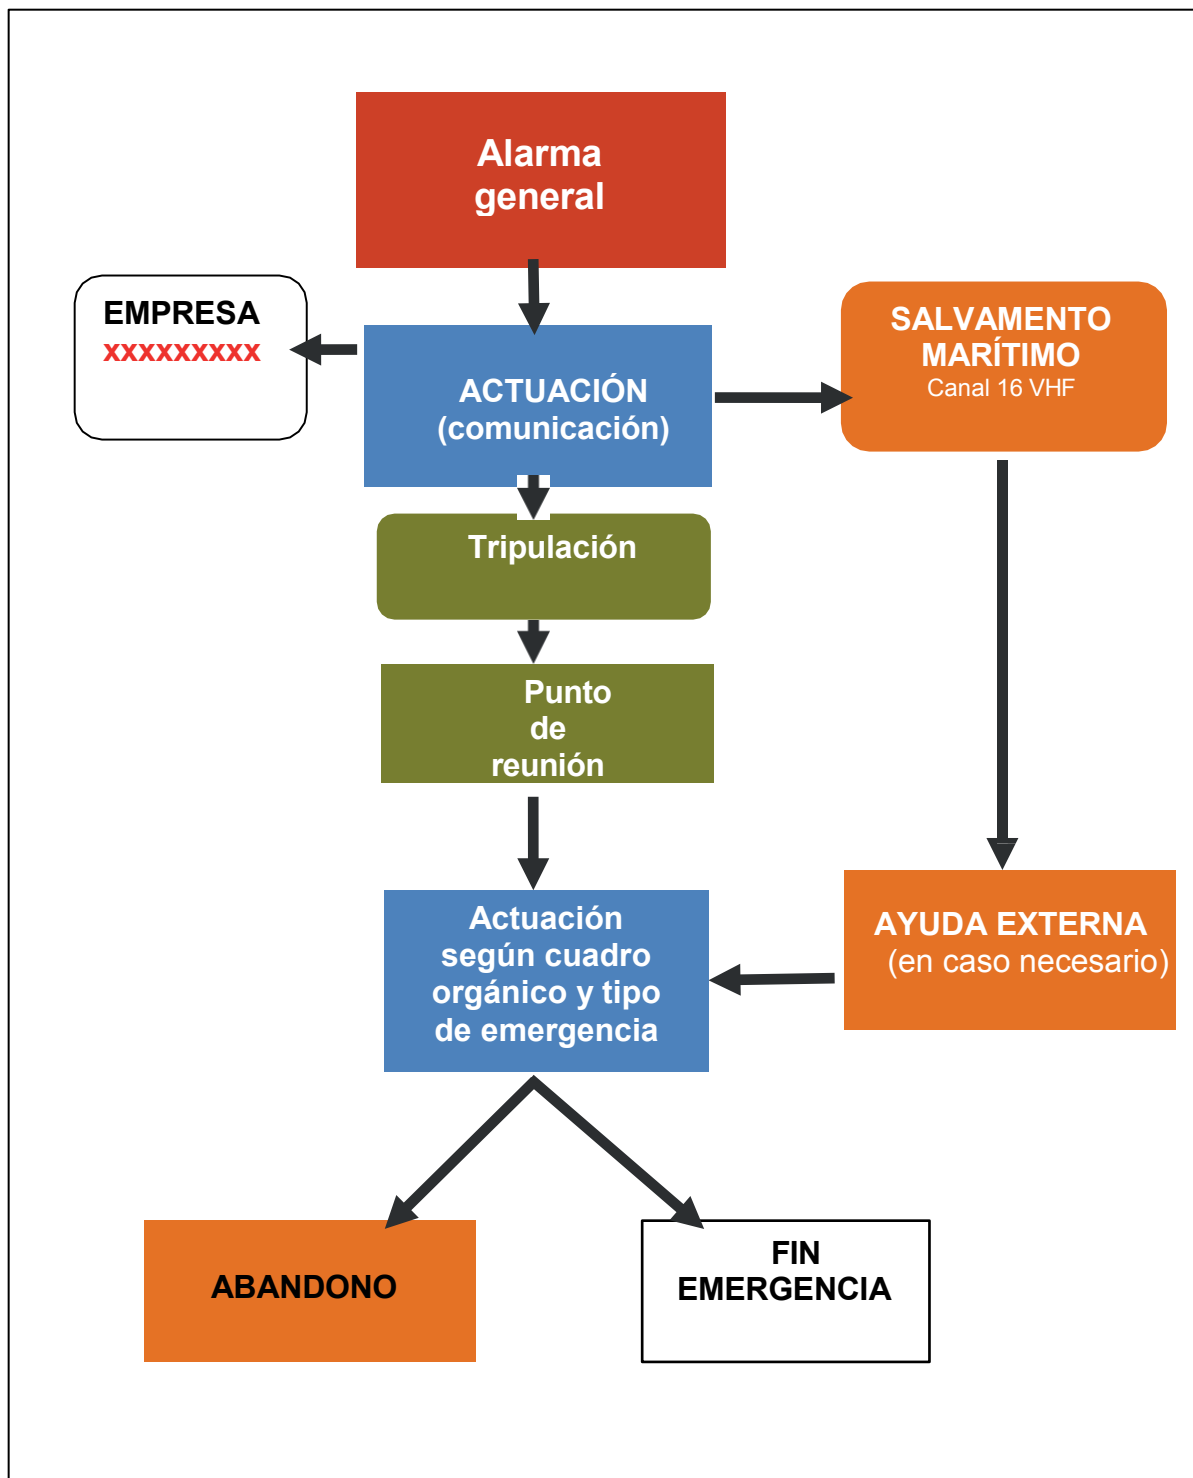 Alarma
general
EMPRESA
xxxxxxxxx
ACTUACIÓN
(comunicación)
SALVAMENTO
MARÍTIMO
Canal 16 VHF
Tripulación
Punto
de
reunión
Actuación
según cuadro
orgánico y tipo
de emergencia
AYUDA EXTERNA
(en caso necesario)
ABANDONO
FIN
EMERGENCIA